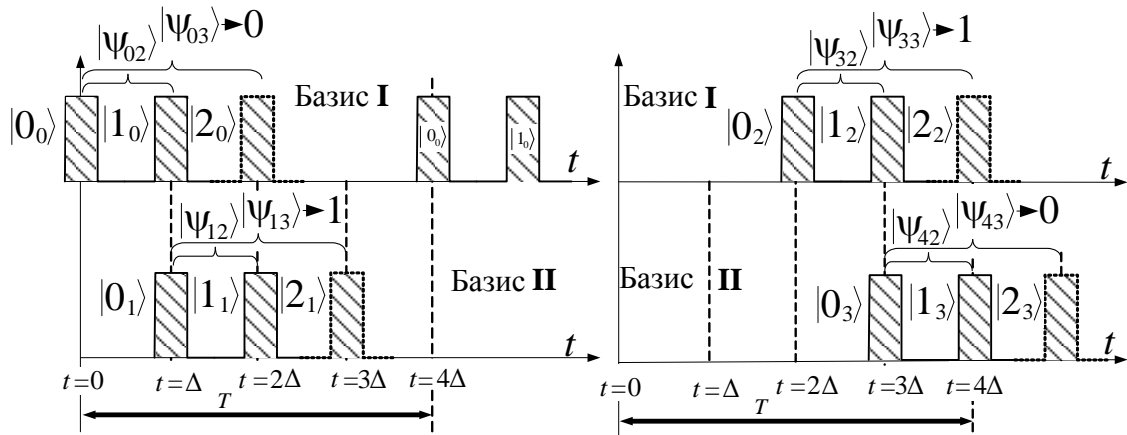 |ψ₀₂⟩ |ψ₀₃⟩→0
Базис I
|0₀⟩ |1₀⟩ |2₀⟩
|0₀⟩ |1₀⟩
t
|ψ₁₂⟩ |ψ₁₃⟩→1
Базис II
|0₁⟩ |1₁⟩ |2₁⟩
t
t=0 t=Δ t=2Δ t=3Δ t=4Δ
T
|ψ₃₂⟩ |ψ₃₃⟩→1
Базис I
|0₂⟩ |1₂⟩ |2₂⟩
t
|ψ₄₂⟩ |ψ₄₃⟩→0
Базис II
|0₃⟩ |1₃⟩ |2₃⟩
t
t=0 t=Δ t=2Δ t=3Δ t=4Δ
T